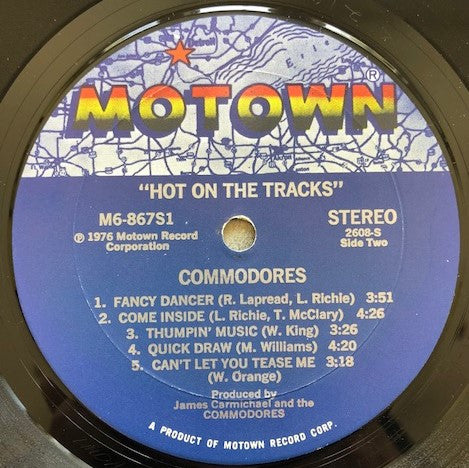 Erie
MOTOWN®
"HOT ON THE TRACKS"
M6-867S1
STEREO
℗ 1976 Motown Record
Corporation
2608-S
Side Two
COMMODORES
1. FANCY DANCER (R. Lapread, L. Richie) 3:51
2. COME INSIDE (L. Richie, T. McClary) 4:26
3. THUMPIN' MUSIC (W. King) 3:26
4. QUICK DRAW (M. Williams) 4:20
5. CAN'T LET YOU TEASE ME 3:18
(W. Orange)
Produced by
James Carmichael and the
COMMODORES
A PRODUCT OF MOTOWN RECORD CORP.